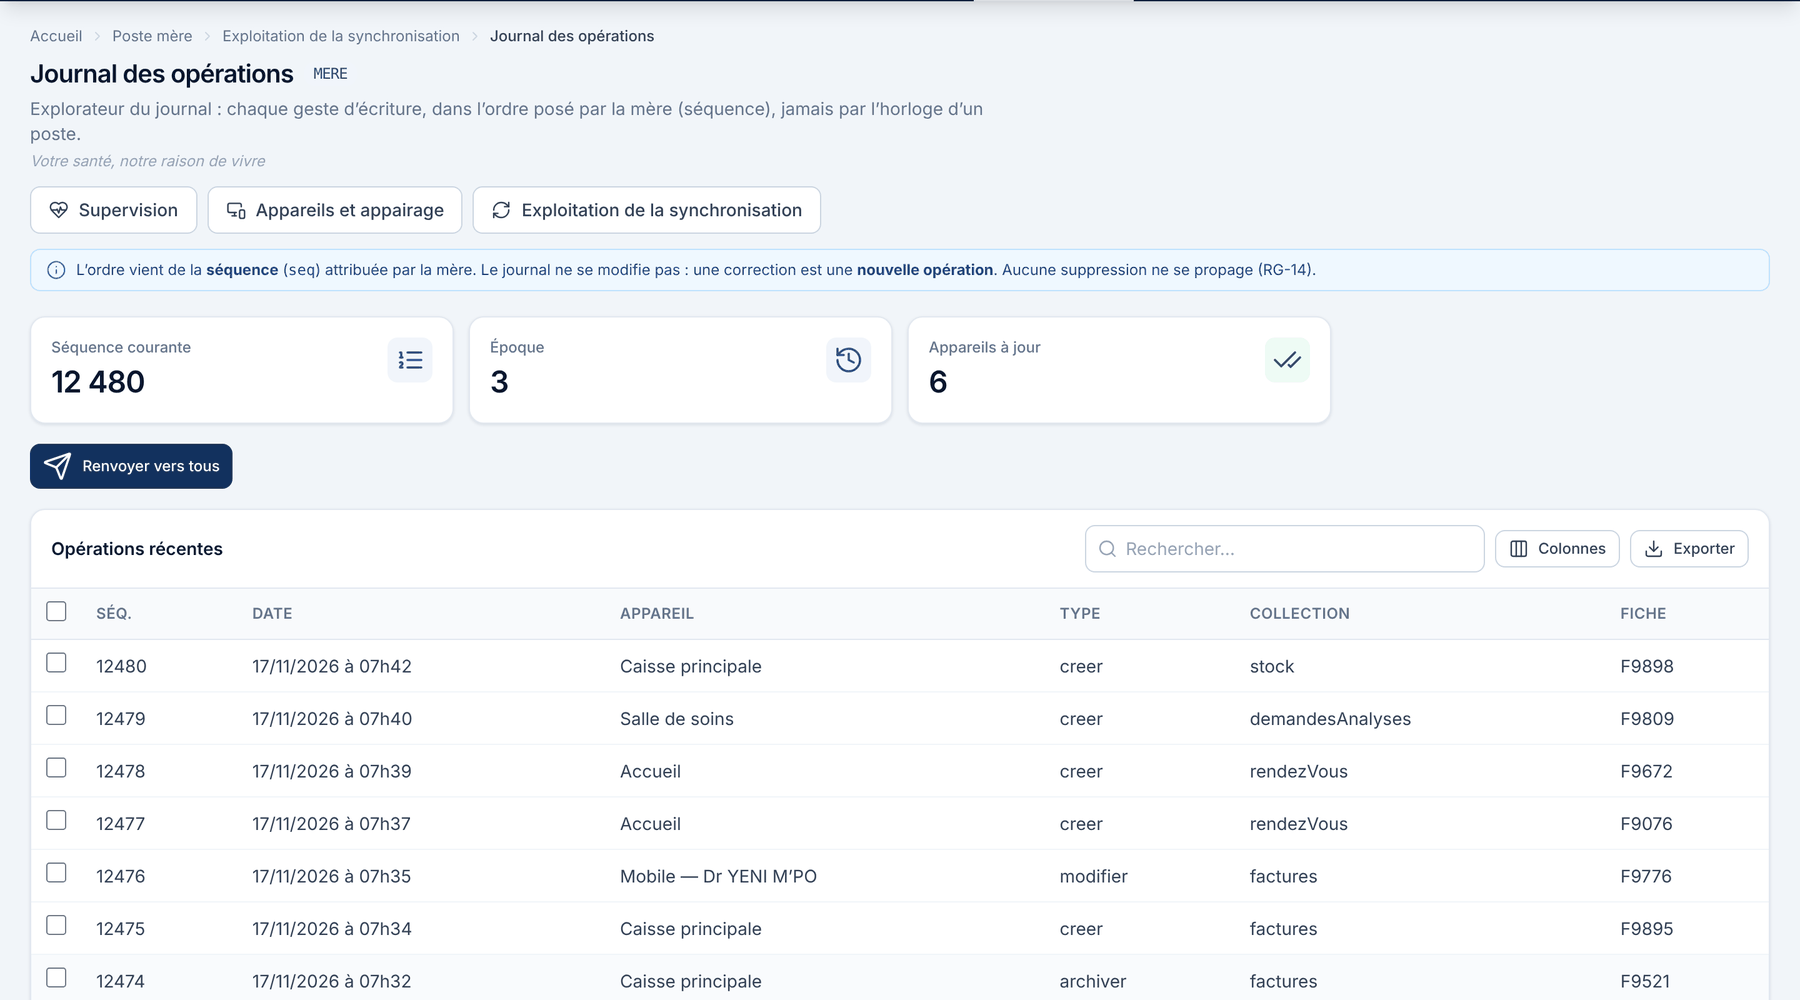 Accueil > Poste mère > Exploitation de la synchronisation > Journal des opérations
Journal des opérations MERE
Explorateur du journal : chaque geste d’écriture, dans l’ordre posé par la mère (séquence), jamais par l’horloge d’un
poste.
Votre santé, notre raison de vivre
Supervision Appareils et appairage Exploitation de la synchronisation
L’ordre vient de la séquence (seq) attribuée par la mère. Le journal ne se modifie pas : une correction est une nouvelle opération. Aucune suppression ne se propage (RG-14).
Séquence courante Époque Appareils à jour
12 480 3 6
Renvoyer vers tous
Opérations récentes Rechercher... Colonnes Exporter
SÉQ. DATE APPAREIL TYPE COLLECTION FICHE
12480 17/11/2026 à 07h42 Caisse principale creer stock F9898
12479 17/11/2026 à 07h40 Salle de soins creer demandesAnalyses F9809
12478 17/11/2026 à 07h39 Accueil creer rendezVous F9672
12477 17/11/2026 à 07h37 Accueil creer rendezVous F9076
12476 17/11/2026 à 07h35 Mobile — Dr YENI M’PO modifier factures F9776
12475 17/11/2026 à 07h34 Caisse principale creer factures F9895
12474 17/11/2026 à 07h32 Caisse principale archiver factures F9521